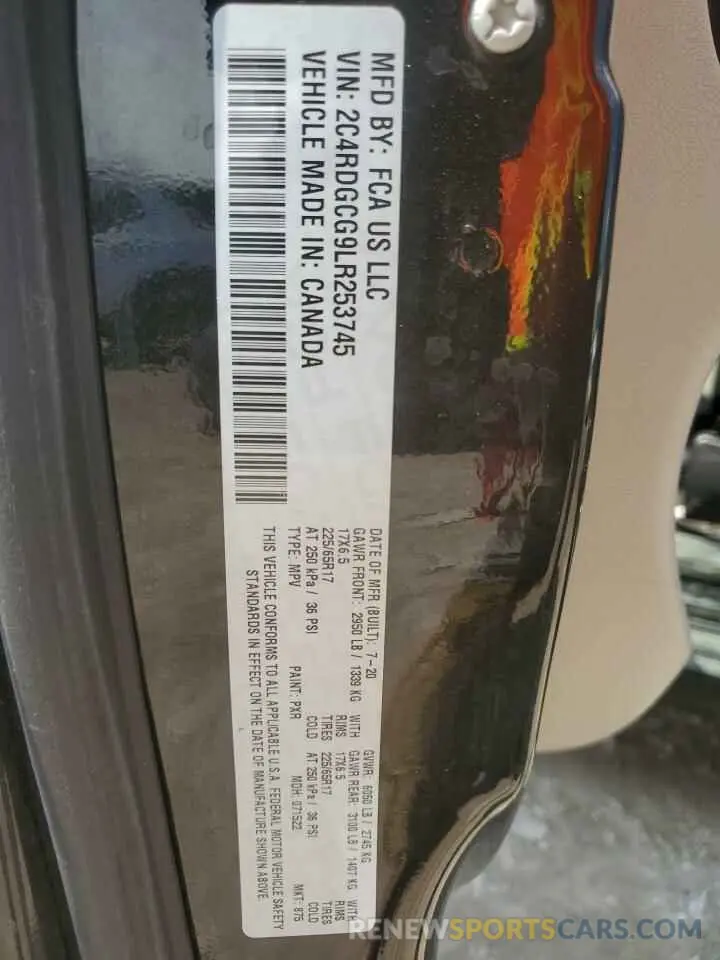 MFD BY: FCA US LLC
VIN: 2C4RDGCG9LR253745
VEHICLE MADE IN: CANADA
DATE OF MFR (BUILT): 7-20 GVWR: 6050 LB / 2745 KG
GAWR FRONT: 2950 LB / 1339 KG WITH GAWR REAR: 3100 LB / 1407 KG WITH
17X6.5 RIMS 17X6.5 RIMS
225/65R17 TIRES 225/65R17 TIRES
AT 250 kPa / 36 PSI COLD AT 250 kPa / 36 PSI COLD
TYPE: MPV PAINT: PXR MDH: 071522 MKT: 875
THIS VEHICLE CONFORMS TO ALL APPLICABLE U.S.A. FEDERAL MOTOR VEHICLE SAFETY
STANDARDS IN EFFECT ON THE DATE OF MANUFACTURE SHOWN ABOVE.
RENEWSPORTSCARS.COM